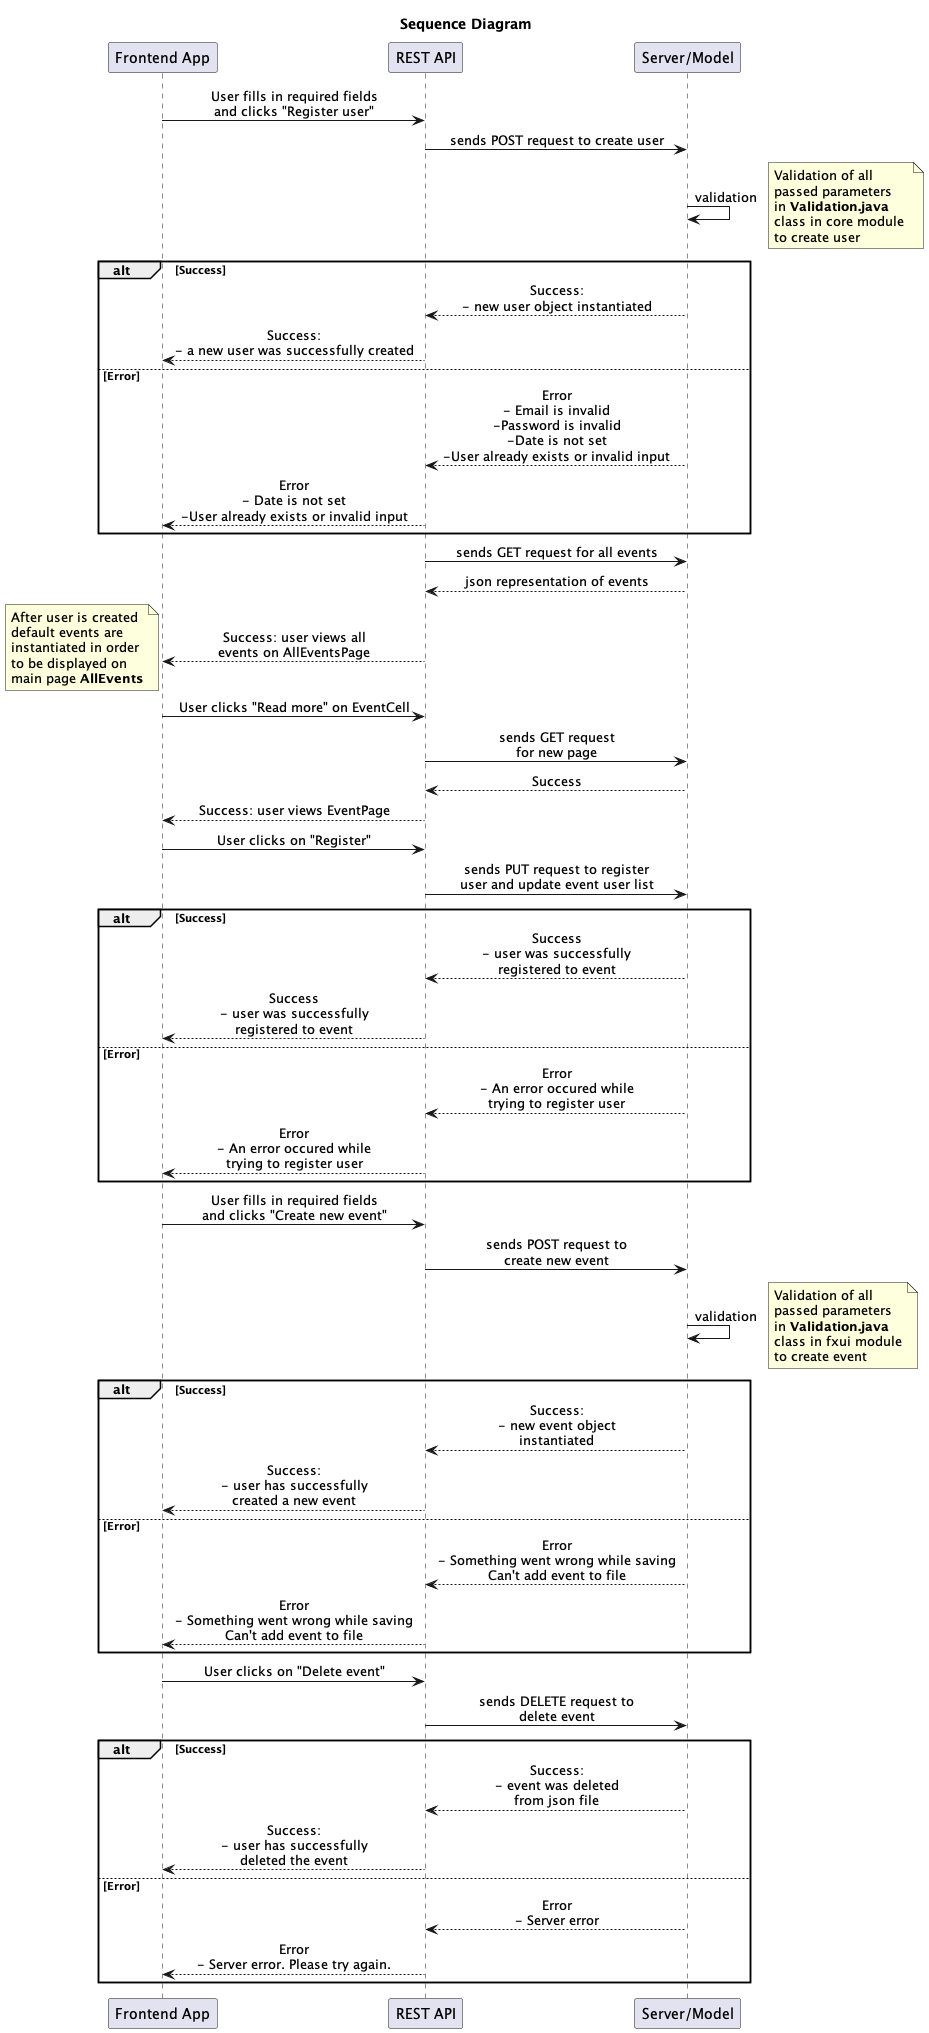 Sequence Diagram
Frontend App
REST API
Server/Model
User fills in required fields
and clicks "Register user"
sends POST request to create user
validation
Validation of all
passed parameters
in Validation.java
class in core module
to create user
alt
[Success]
Success:
- new user object instantiated
Success:
- a new user was successfully created
[Error]
Error
- Email is invalid
-Password is invalid
-Date is not set
-User already exists or invalid input
Error
- Date is not set
-User already exists or invalid input
sends GET request for all events
json representation of events
After user is created
default events are
instantiated in order
to be displayed on
main page AllEvents
Success: user views all
events on AllEventsPage
User clicks "Read more" on EventCell
sends GET request
for new page
Success
Success: user views EventPage
User clicks on "Register"
sends PUT request to register
user and update event user list
alt
[Success]
Success
- user was successfully
registered to event
Success
- user was successfully
registered to event
[Error]
Error
- An error occured while
trying to register user
Error
- An error occured while
trying to register user
User fills in required fields
and clicks "Create new event"
sends POST request to
create new event
validation
Validation of all
passed parameters
in Validation.java
class in fxui module
to create event
alt
[Success]
Success:
- new event object
instantiated
Success:
- user has successfully
created a new event
[Error]
Error
- Something went wrong while saving
Can't add event to file
Error
- Something went wrong while saving
Can't add event to file
User clicks on "Delete event"
sends DELETE request to
delete event
alt
[Success]
Success:
- event was deleted
from json file
Success:
- user has successfully
deleted the event
[Error]
Error
- Server error
Error
- Server error. Please try again.
Frontend App
REST API
Server/Model